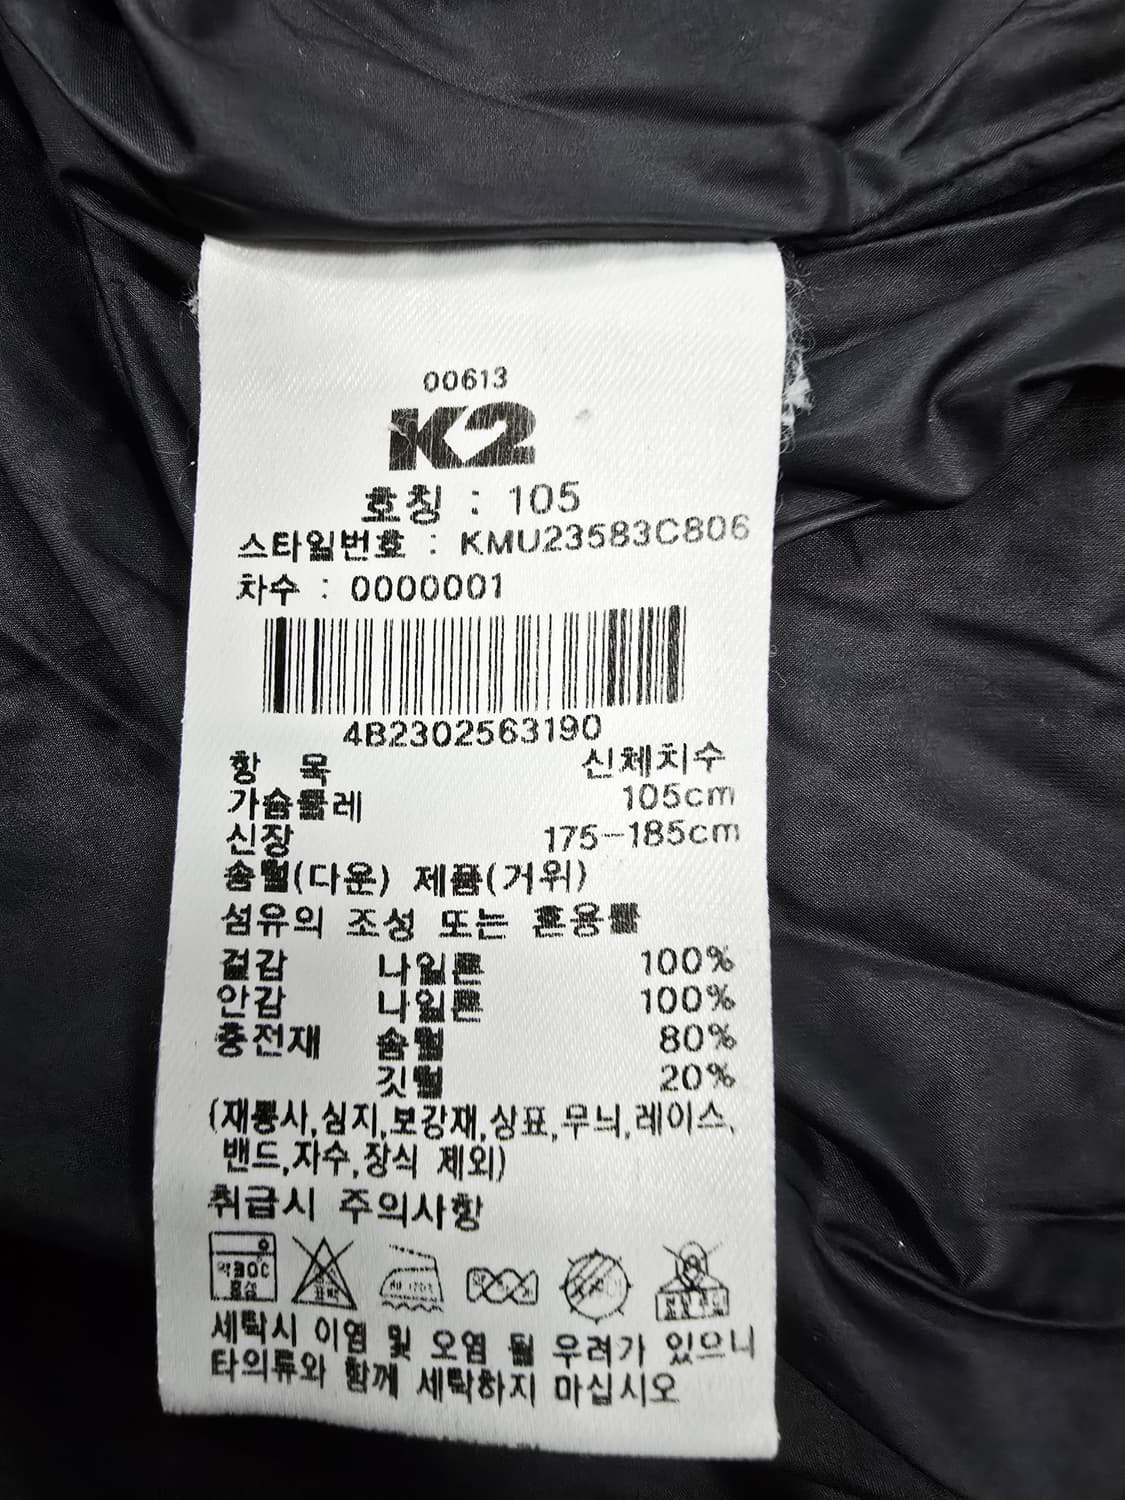 00613
K2
호칭 : 105
스타일번호 : KMU23583C806
차수 : 0000001
4B2302563190
항 목 신체치수
가슴둘레 105cm
신장 175-185cm
솜털(다운) 제품(거위)
섬유의 조성 또는 혼용률
겉감 나일론 100%
안감 나일론 100%
충전재 솜털 80%
깃털 20%
(재봉사,심지,보강재,상표,무늬,레이스,
밴드,자수,장식 제외)
취급시 주의사항
세탁시 이염 및 오염 될 우려가 있으니
타의류와 함께 세탁하지 마십시오